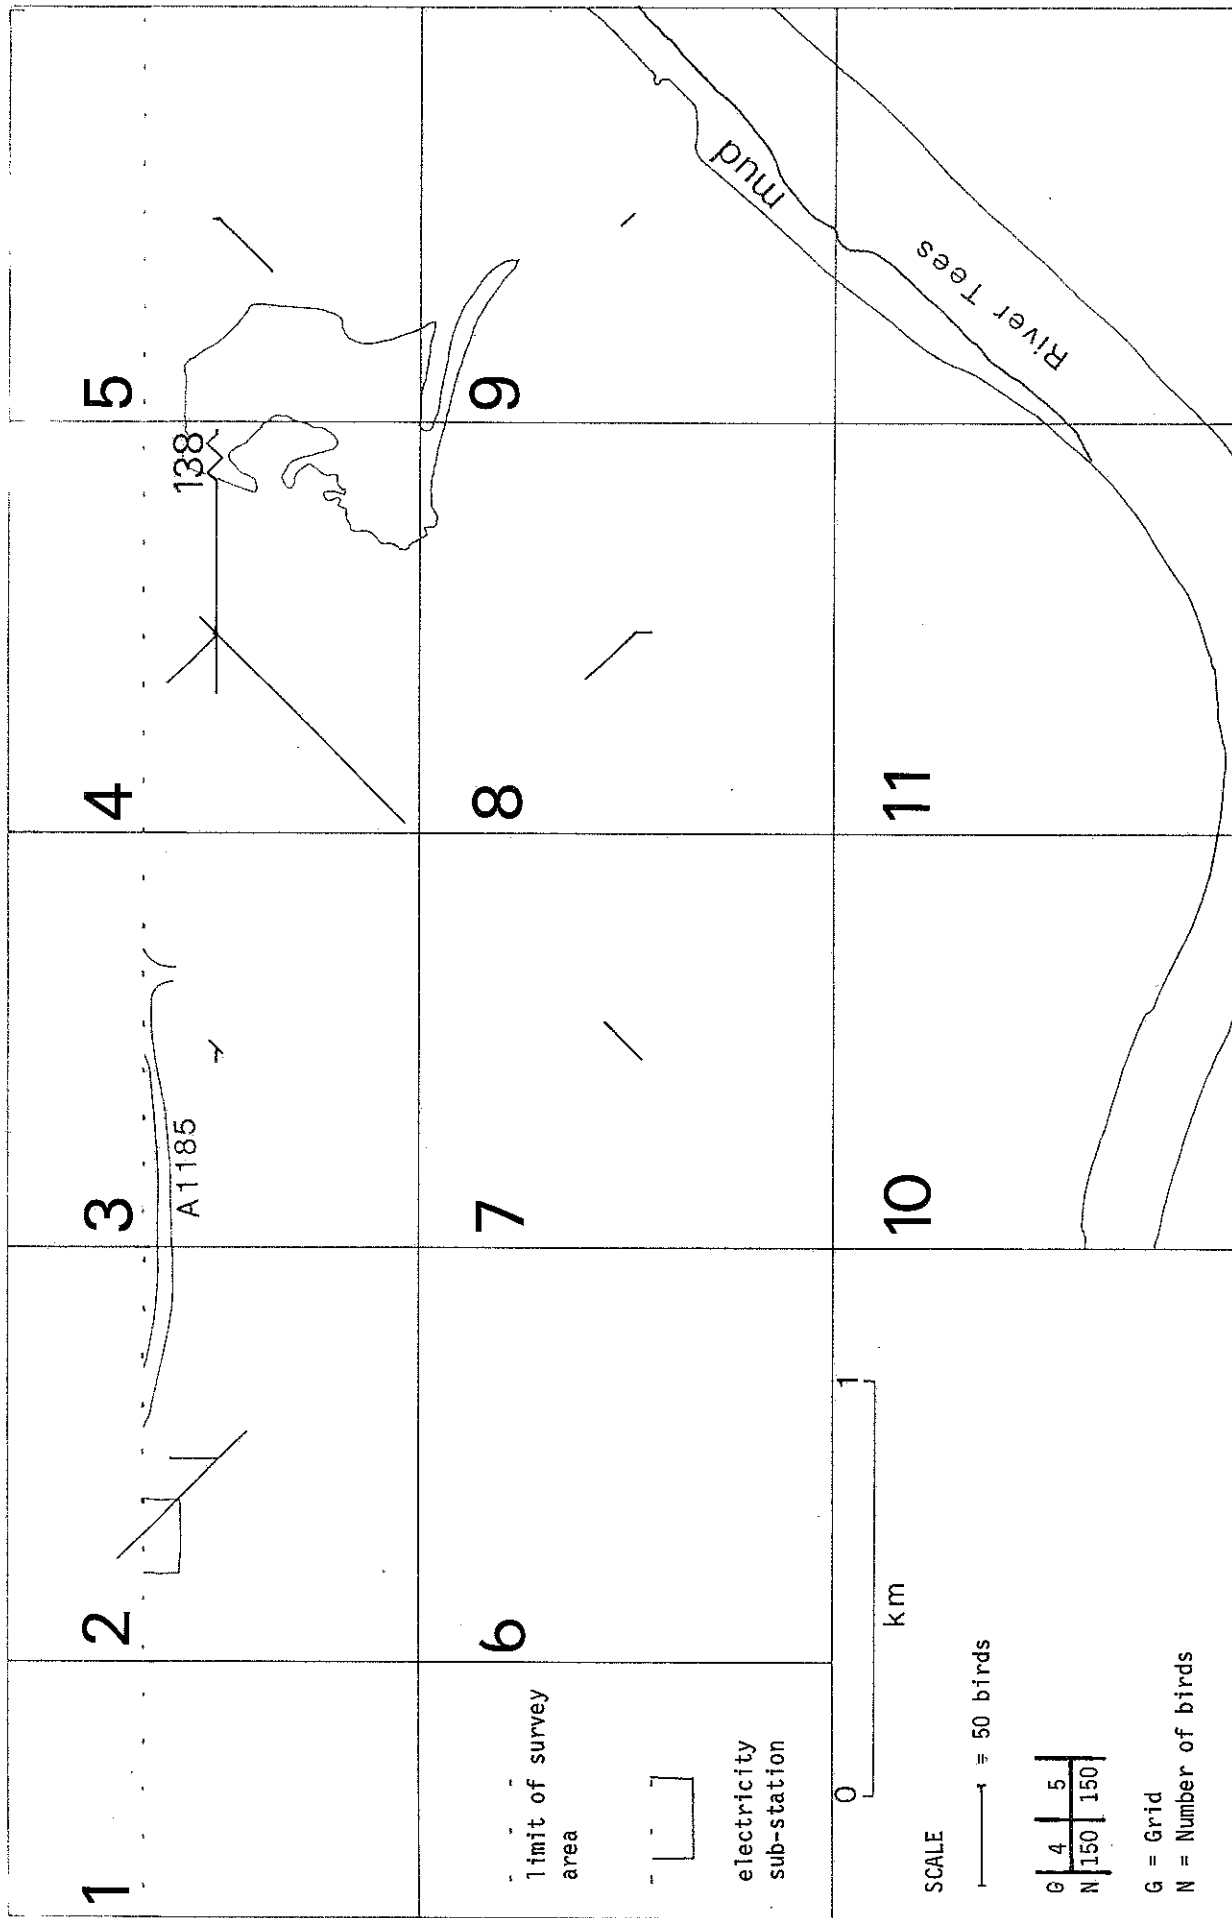 1
2
3
4
5
138
A1185
6
7
8
9
mud
River Tees
10
11
limit of survey
area
electricity
sub-station
0
1
km
SCALE
= 50 birds
G 4 5
N 150 150
G = Grid
N = Number of birds